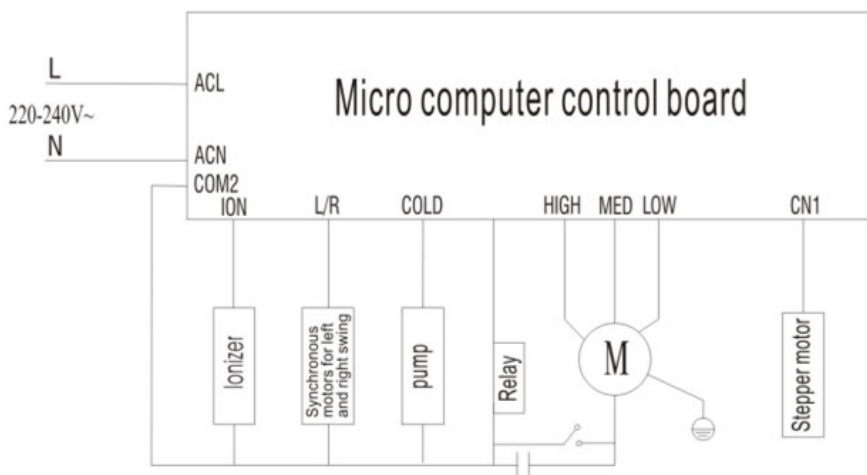 L
ACL
Micro computer control board
220-240V~
N
ACN
COM2
ION
L/R
COLD
HIGH
MED
LOW
CN1
Ionizer
Synchronous
motors for left
and right swing
pump
Relay
M
Stepper motor